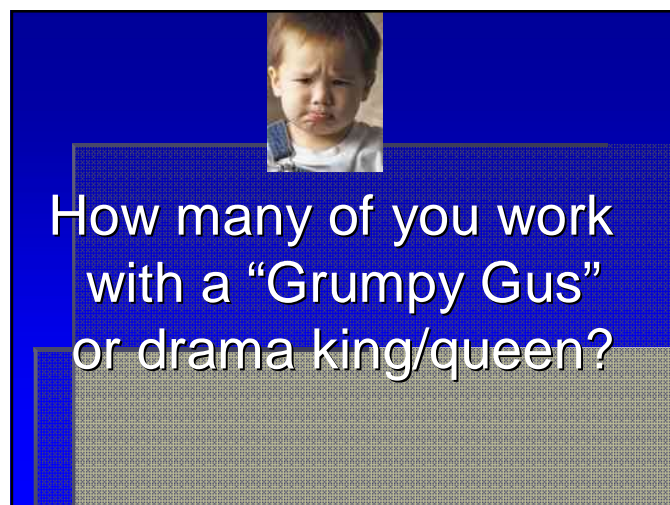 How many of you work
with a “Grumpy Gus”
or drama king/queen?